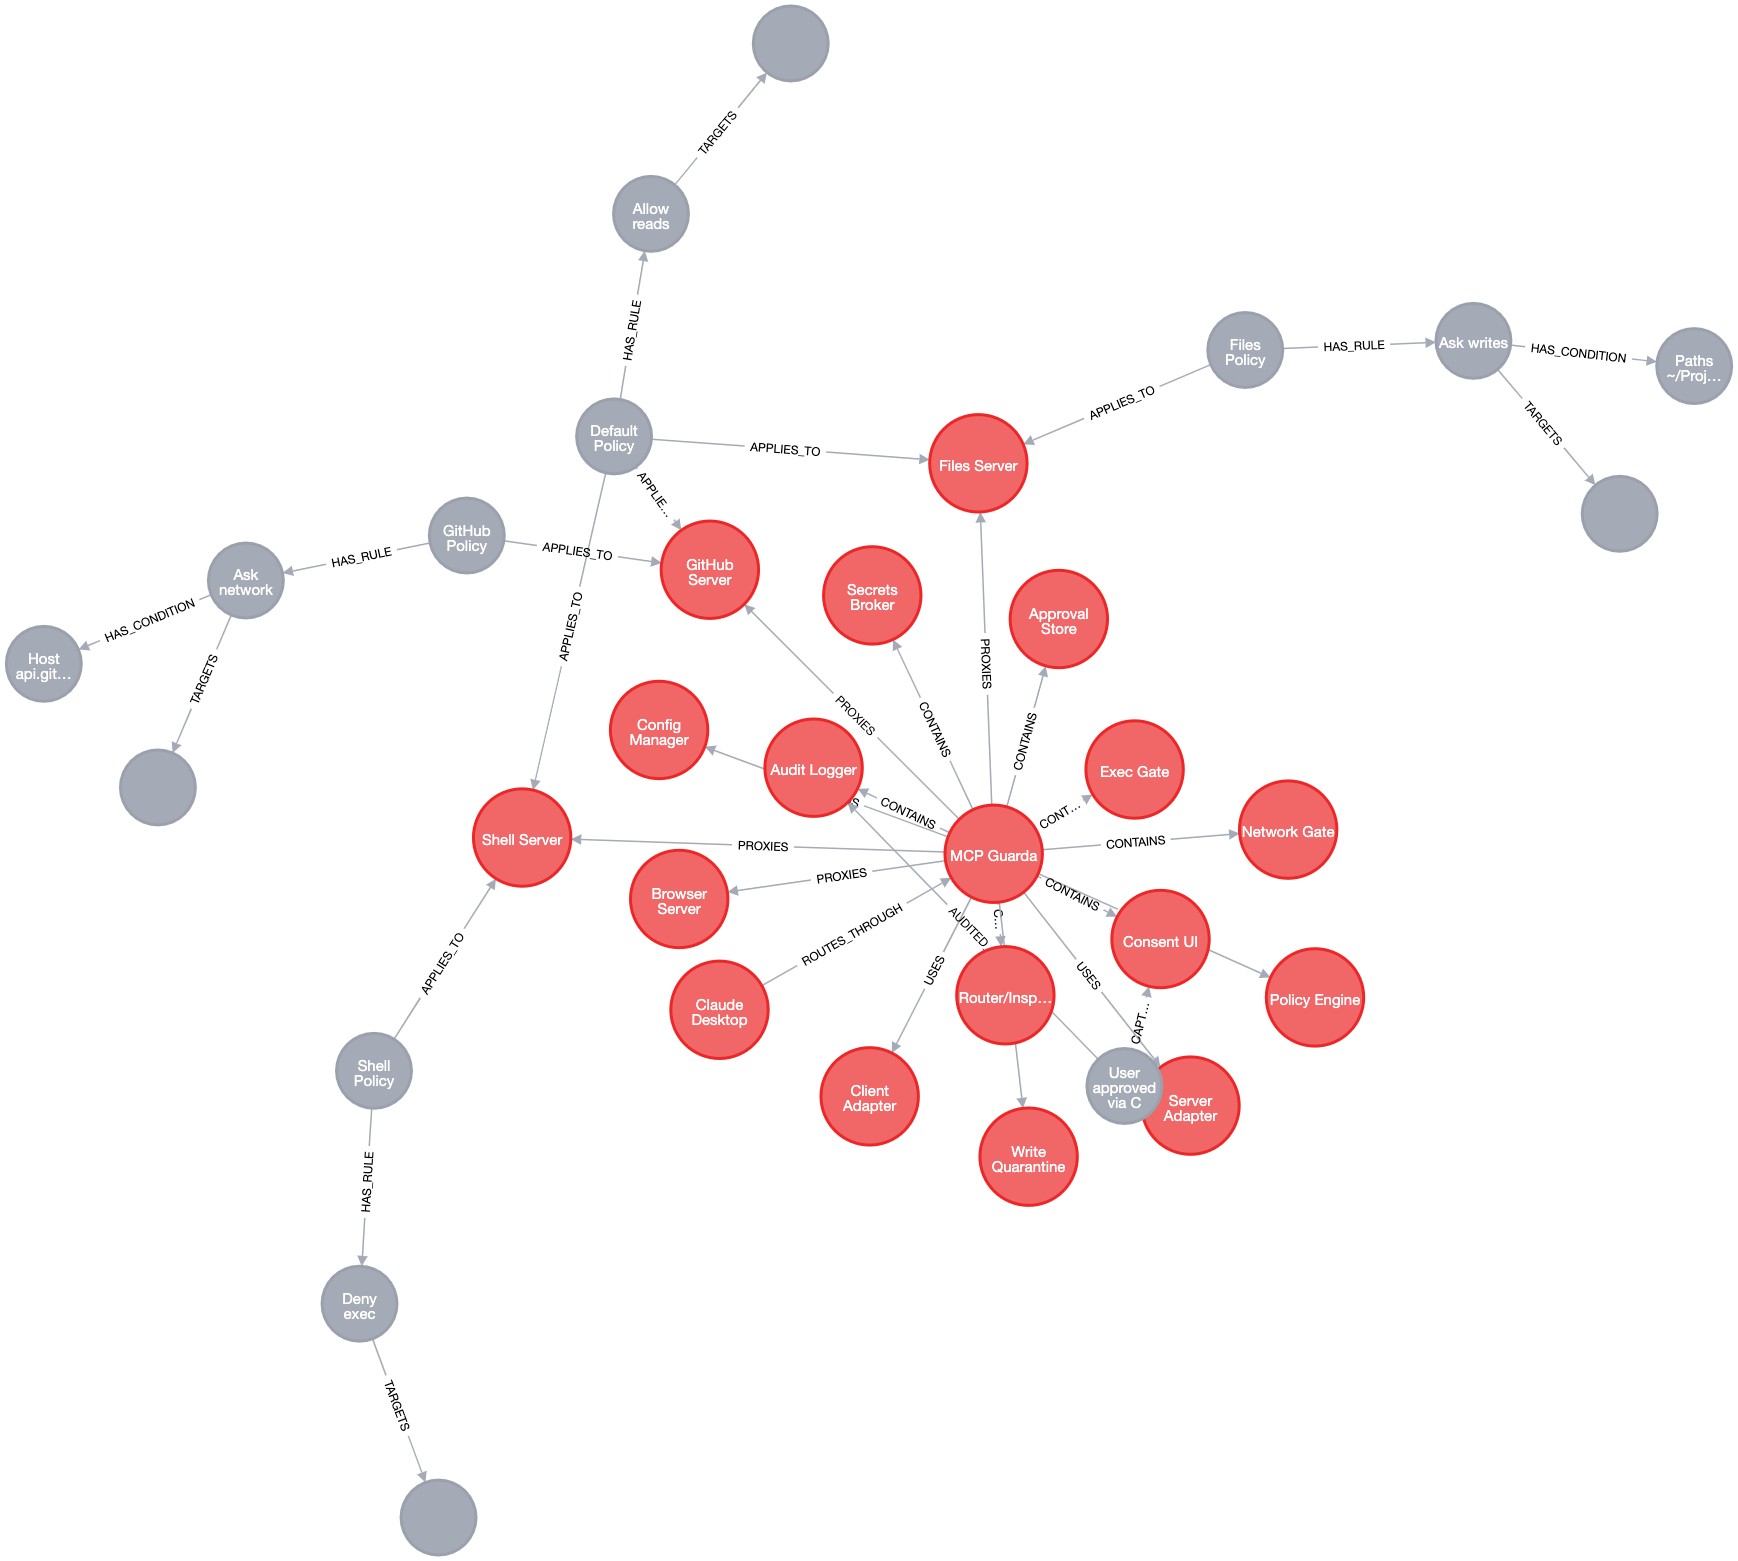 TARGETS
Allow
reads
HAS_RULE
Files
Policy
HAS_RULE
Ask writes
HAS_CONDITION
Paths
~/Proj...
APPLIES_TO
TARGETS
Default
Policy
APPLIES_TO
Files Server
APPLIE...
GitHub
Policy
APPLIES_TO
GitHub
Server
HAS_RULE
Ask
network
HAS_CONDITION
Host
api.git...
TARGETS
APPLIES_TO
Secrets
Broker
Approval
Store
PROXIES
PROXIES
CONTAINS
CONTAINS
Config
Manager
Audit Logger
S
CONTAINS
Exec Gate
CONT...
Network Gate
CONTAINS
MCP Guarda
Shell Server
PROXIES
PROXIES
Browser
Server
CONTAINS
C...
ROUTES_THROUGH
AUDITED
Consent UI
USES
USES
Claude
Desktop
Router/Insp...
Policy Engine
CAPT...
User
approved
via C
Server
Adapter
Client
Adapter
Write
Quarantine
APPLIES_TO
Shell
Policy
HAS_RULE
Deny
exec
TARGETS